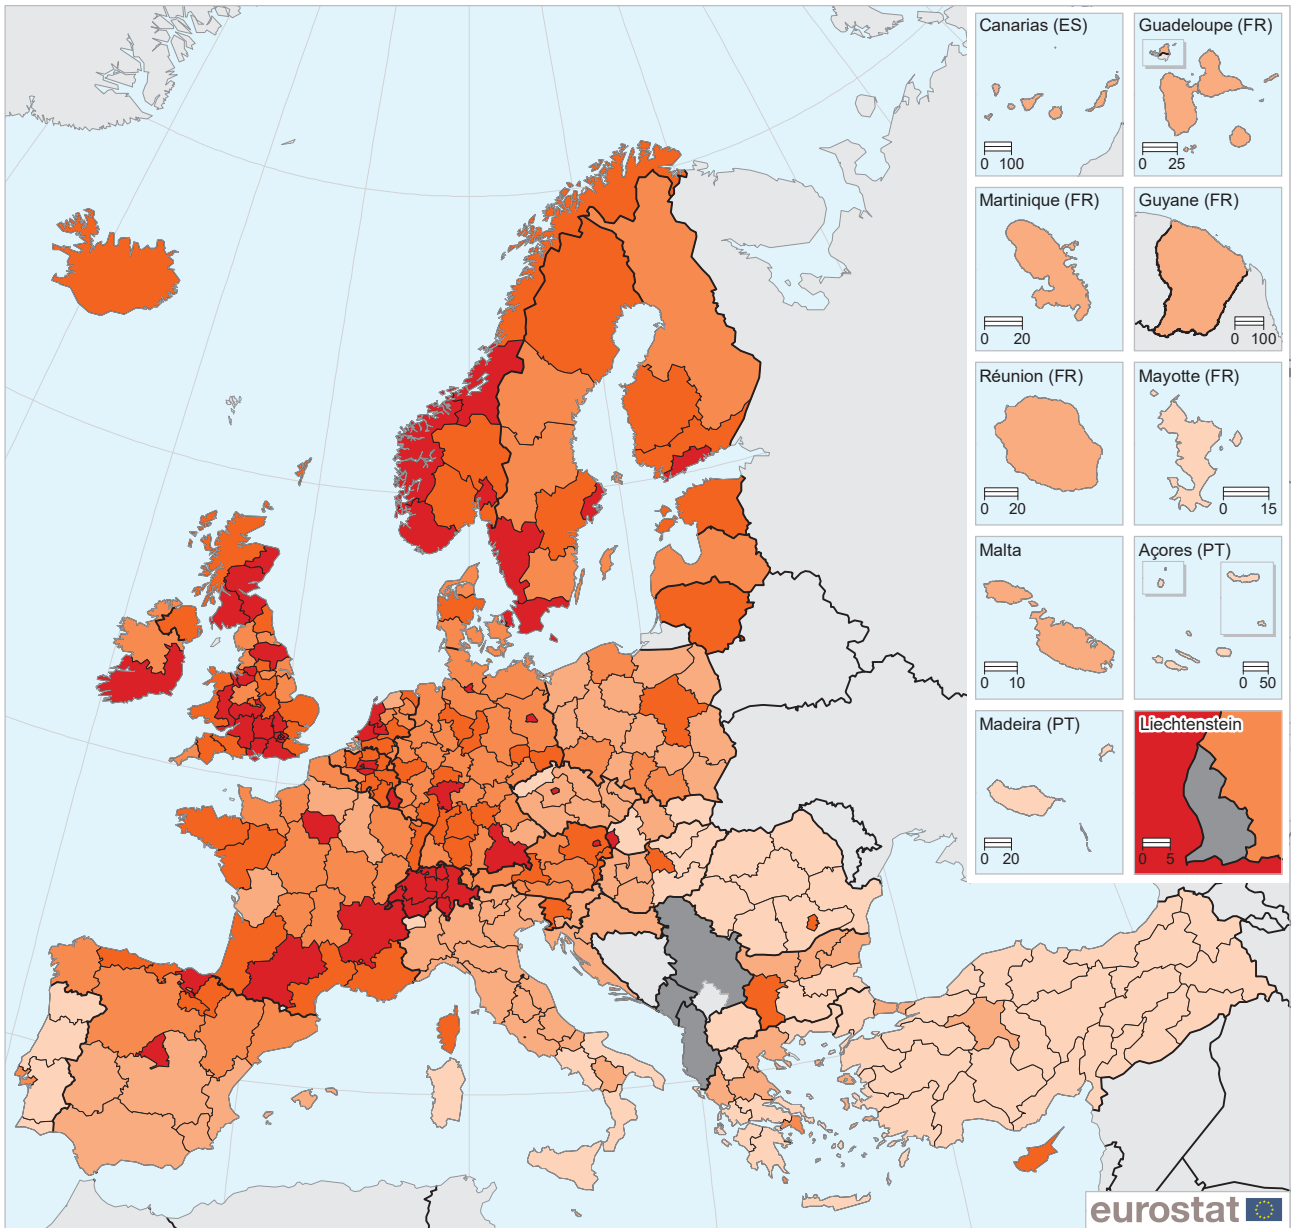 Canarias (ES)
0 100
Guadeloupe (FR)
0 25
Martinique (FR)
0 20
Guyane (FR)
0 100
Réunion (FR)
0 20
Mayotte (FR)
0 15
Malta
0 10
Açores (PT)
0 50
Madeira (PT)
0 20
Liechtenstein
0 5
eurostat